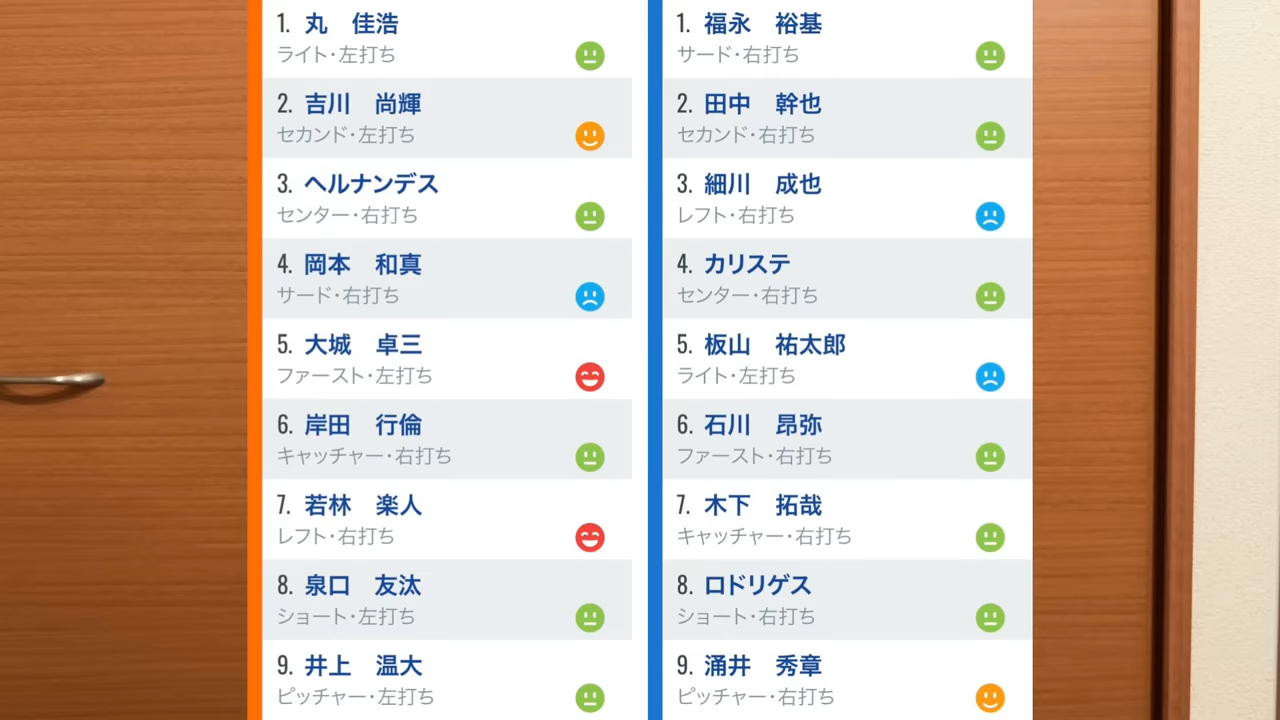 1. 丸 佳浩
ライト・左打ち
2. 吉川 尚輝
セカンド・左打ち
3. ヘルナンデス
センター・右打ち
4. 岡本 和真
サード・右打ち
5. 大城 卓三
ファースト・左打ち
6. 岸田 行倫
キャッチャー・右打ち
7. 若林 楽人
レフト・右打ち
8. 泉口 友汰
ショート・左打ち
9. 井上 温大
ピッチャー・左打ち
1. 福永 裕基
サード・右打ち
2. 田中 幹也
セカンド・右打ち
3. 細川 成也
レフト・右打ち
4. カリステ
センター・右打ち
5. 板山 祐太郎
ライト・左打ち
6. 石川 昂弥
ファースト・右打ち
7. 木下 拓哉
キャッチャー・右打ち
8. ロドリゲス
ショート・右打ち
9. 涌井 秀章
ピッチャー・右打ち